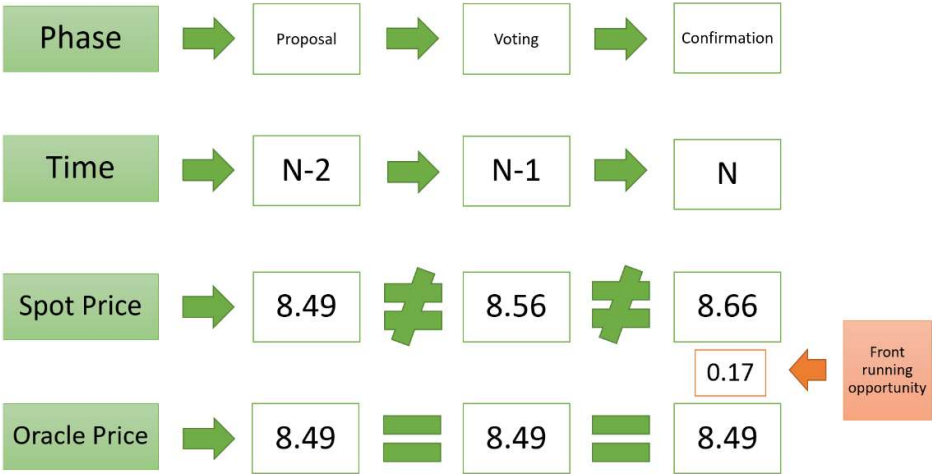 Phase
Proposal
Voting
Confirmation
Time
N-2
N-1
N
Spot Price
8.49
8.56
8.66
0.17
Front
running
opportunity
Oracle Price
8.49
8.49
8.49